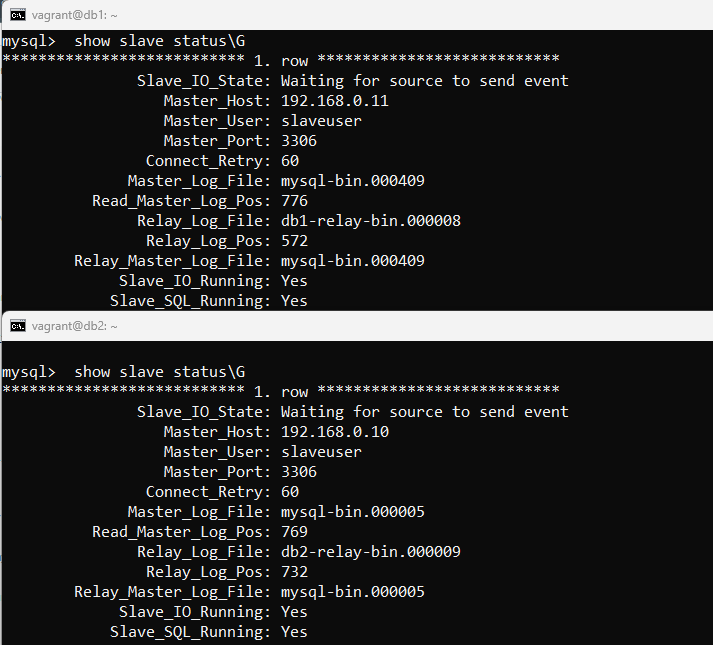 vagrant@db1: ~
mysql>  show slave status\G
*************************** 1. row ***************************
               Slave_IO_State: Waiting for source to send event
                  Master_Host: 192.168.0.11
                  Master_User: slaveuser
                  Master_Port: 3306
                Connect_Retry: 60
              Master_Log_File: mysql-bin.000409
          Read_Master_Log_Pos: 776
               Relay_Log_File: db1-relay-bin.000008
                Relay_Log_Pos: 572
        Relay_Master_Log_File: mysql-bin.000409
             Slave_IO_Running: Yes
            Slave_SQL_Running: Yes
vagrant@db2: ~
mysql>  show slave status\G
*************************** 1. row ***************************
               Slave_IO_State: Waiting for source to send event
                  Master_Host: 192.168.0.10
                  Master_User: slaveuser
                  Master_Port: 3306
                Connect_Retry: 60
              Master_Log_File: mysql-bin.000005
          Read_Master_Log_Pos: 769
               Relay_Log_File: db2-relay-bin.000009
                Relay_Log_Pos: 732
        Relay_Master_Log_File: mysql-bin.000005
             Slave_IO_Running: Yes
            Slave_SQL_Running: Yes